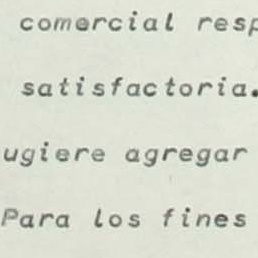 comercial resp
satisfactoria.
ugiere agregar
Para los fines